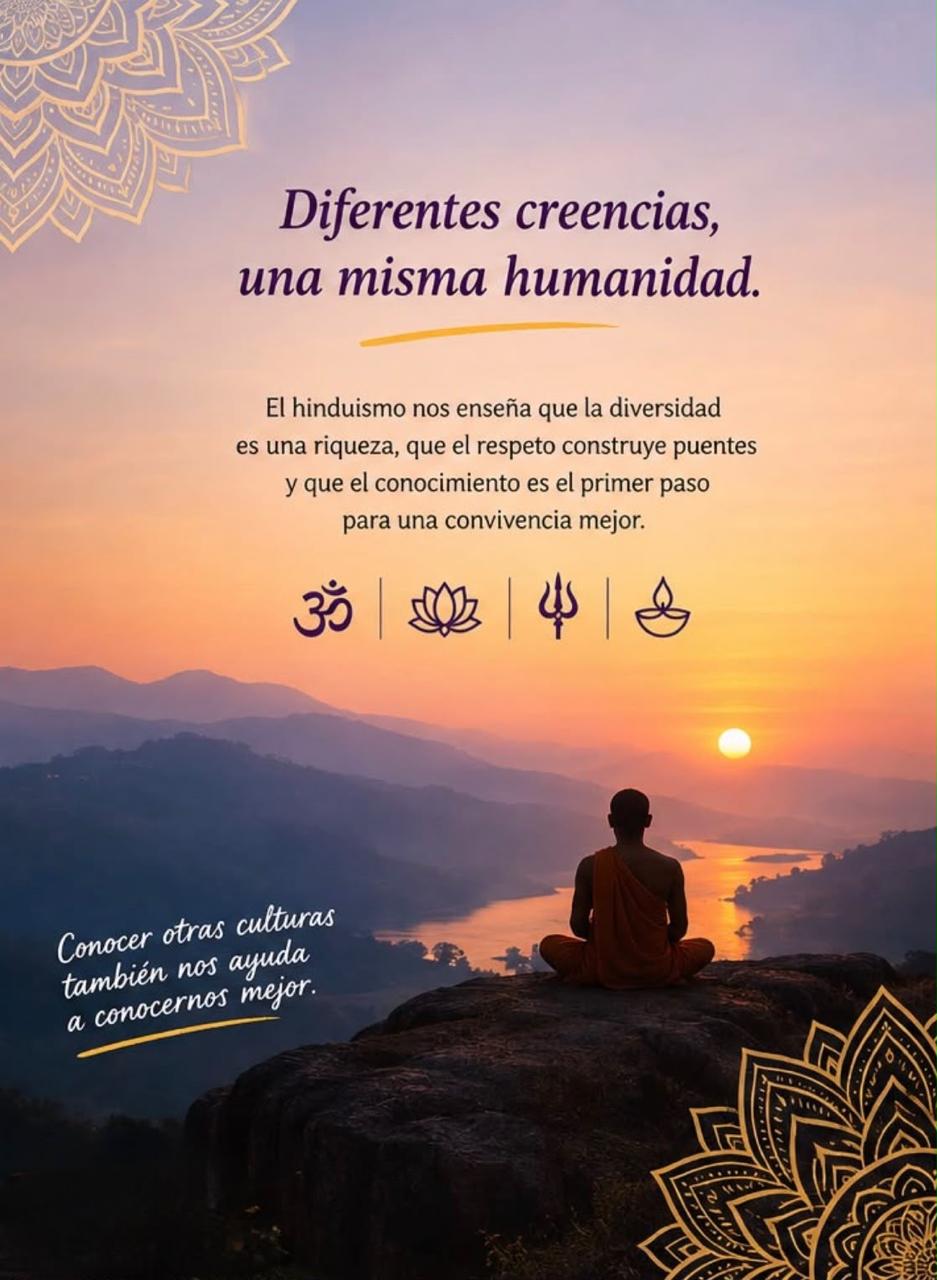 Diferentes creencias,
una misma humanidad.
El hinduismo nos enseña que la diversidad
es una riqueza, que el respeto construye puentes
y que el conocimiento es el primer paso
para una convivencia mejor.
ॐ
Conocer otras culturas
también nos ayuda
a conocernos mejor.